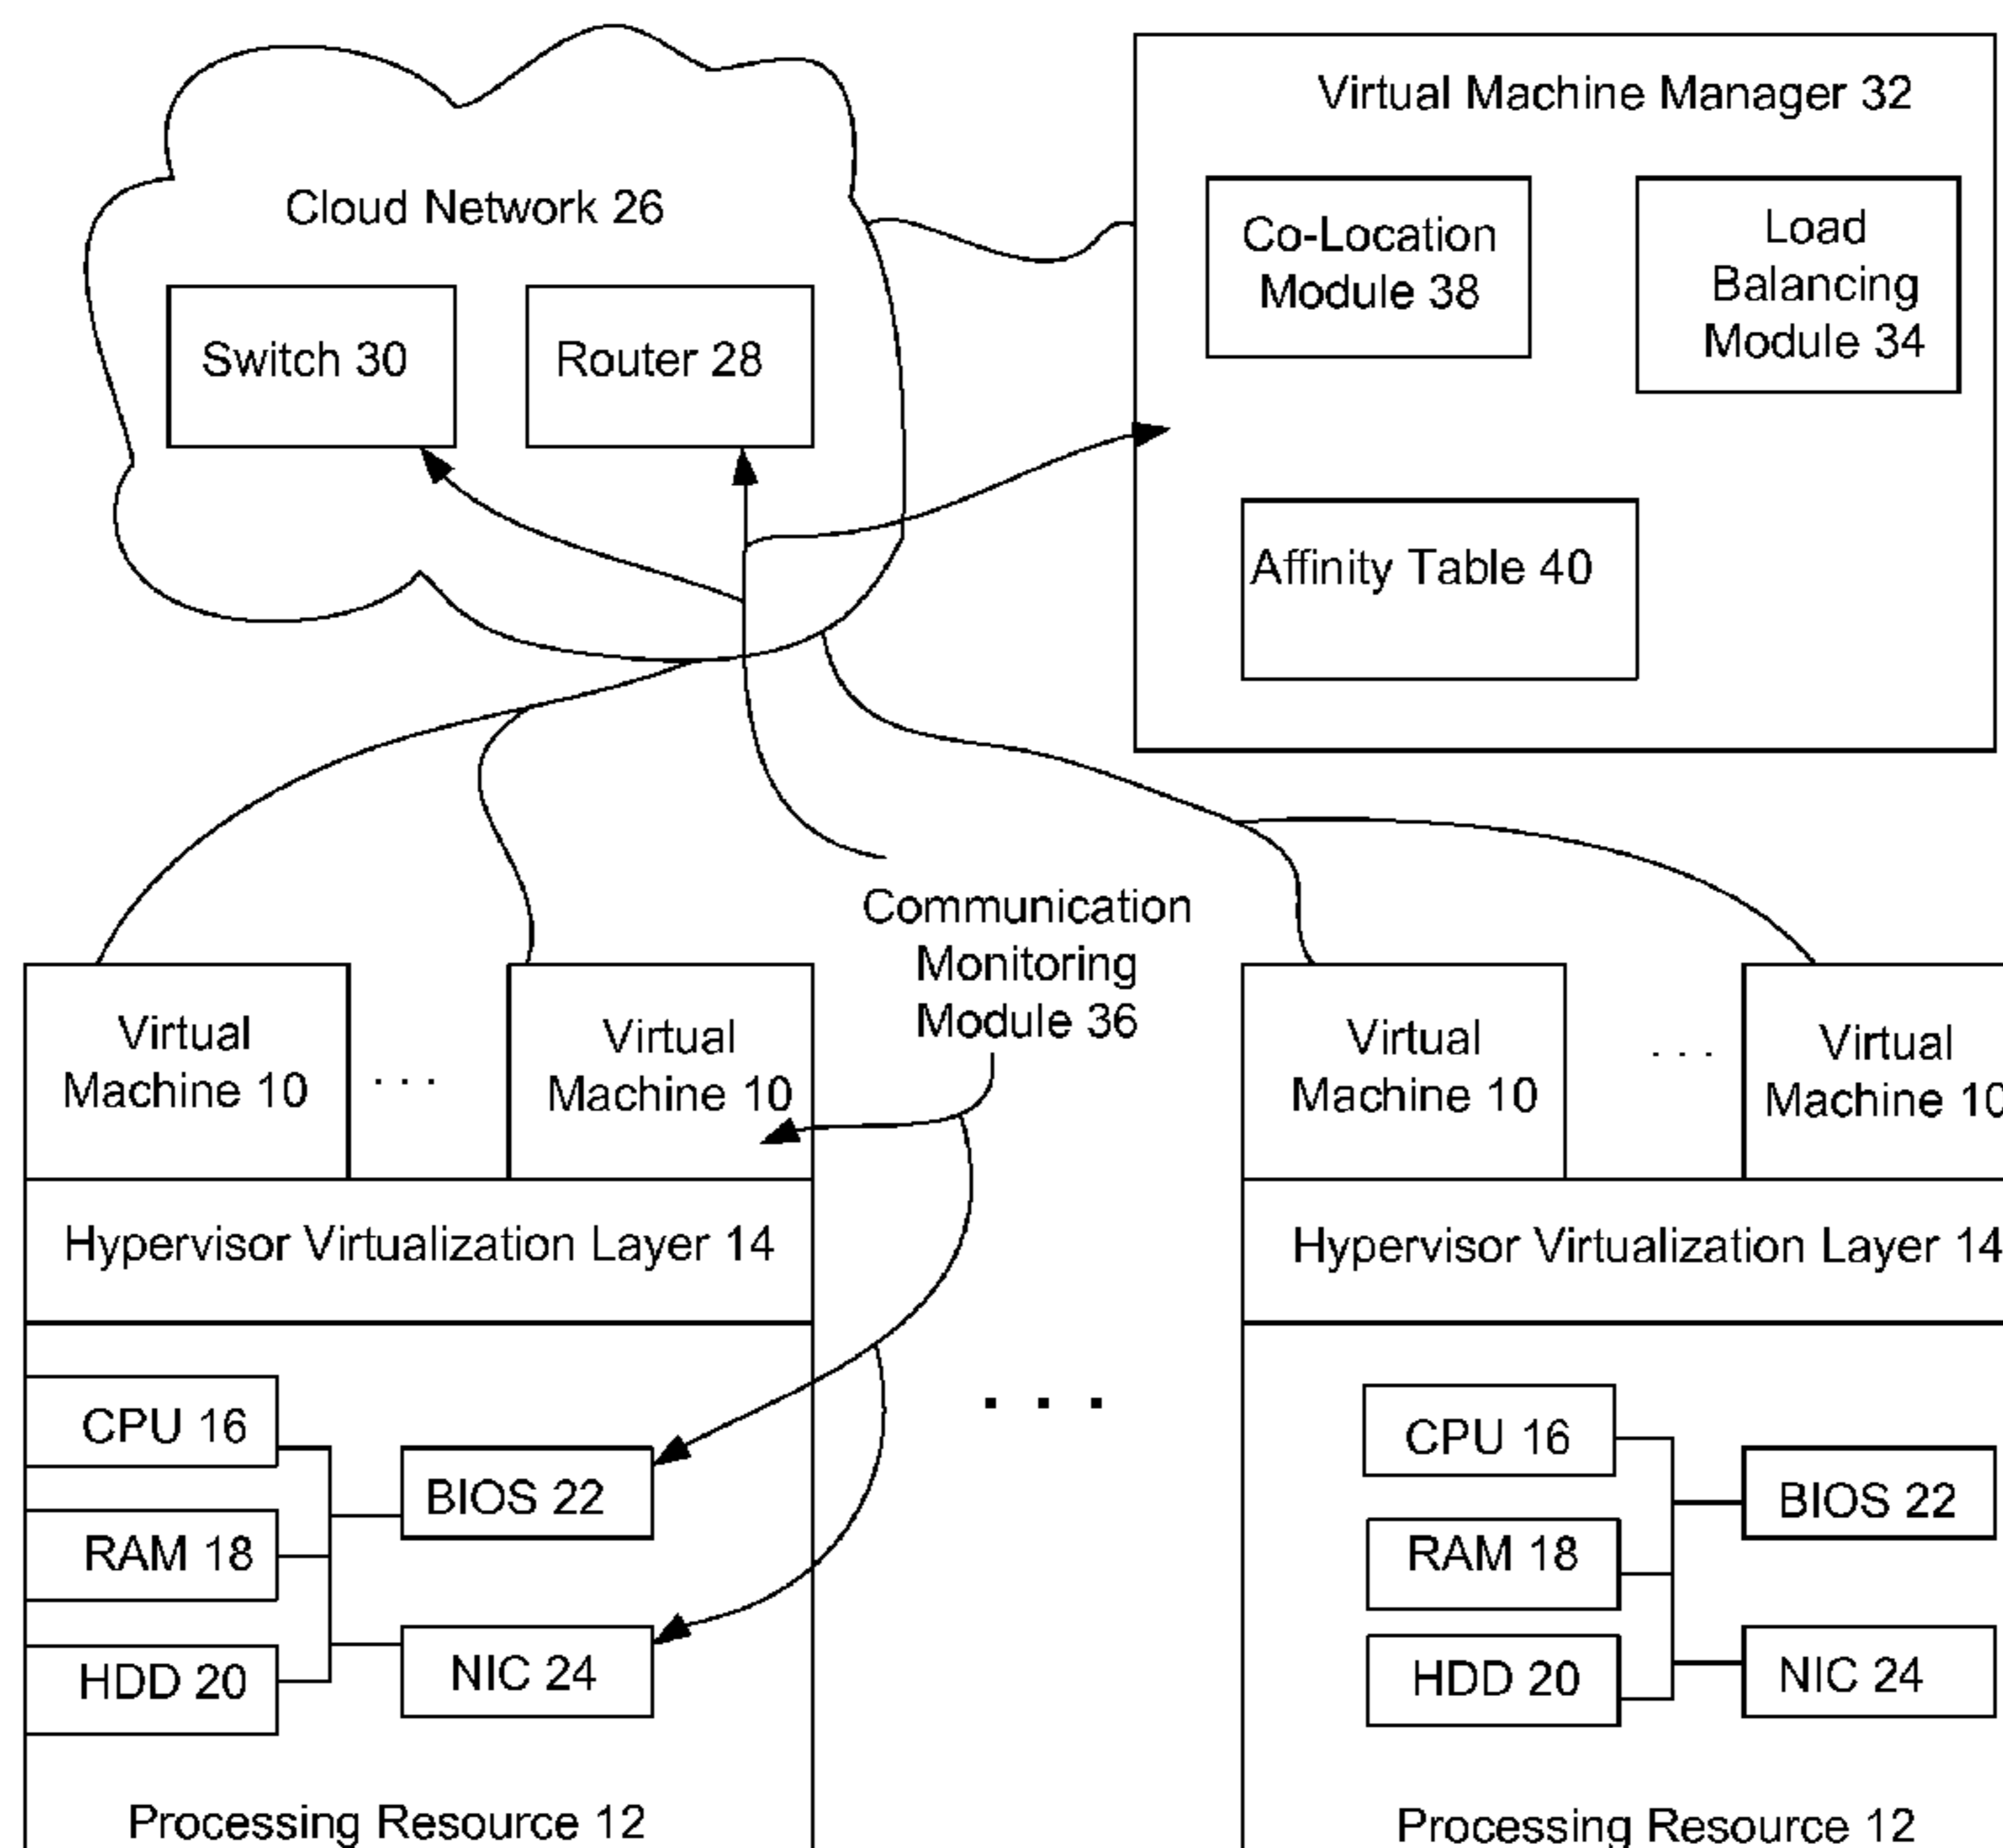 Virtual Machine Manager 32
Cloud Network 26
Switch 30
Router 28
Co-Location
Module 38
Load
Balancing
Module 34
Affinity Table 40
Communication
Monitoring
Module 36
Virtual
Machine 10
. . .
Virtual
Machine 10
Hypervisor Virtualization Layer 14
CPU 16
RAM 18
HDD 20
BIOS 22
NIC 24
Processing Resource 12
. . .
Virtual
Machine 10
. . .
Virtual
Machine 10
Hypervisor Virtualization Layer 14
CPU 16
RAM 18
HDD 20
BIOS 22
NIC 24
Processing Resource 12